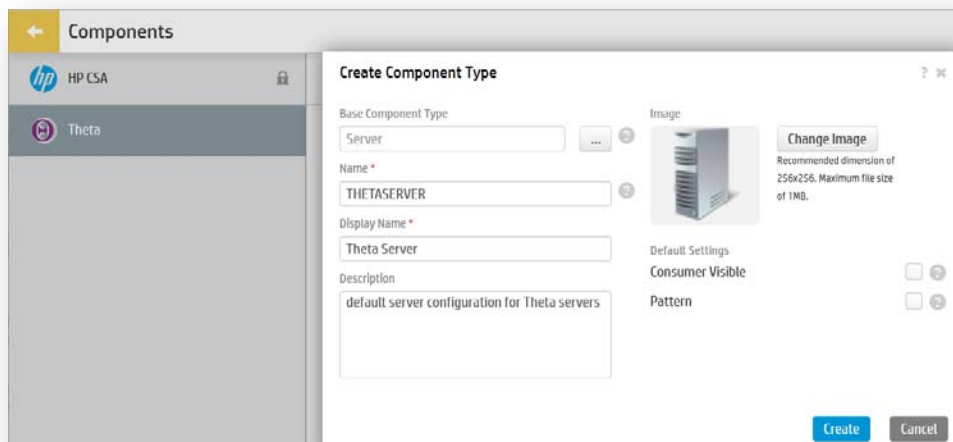 Components
hp HP CSA
Theta
Create Component Type
? ×
Base Component Type
Server
...
Name *
THETASERVER
Display Name *
Theta Server
Description
default server configuration for Theta servers
Image
Change Image
Recommended dimension of
256x256. Maximum file size
of 1MB.
Default Settings
Consumer Visible
Pattern
Create
Cancel